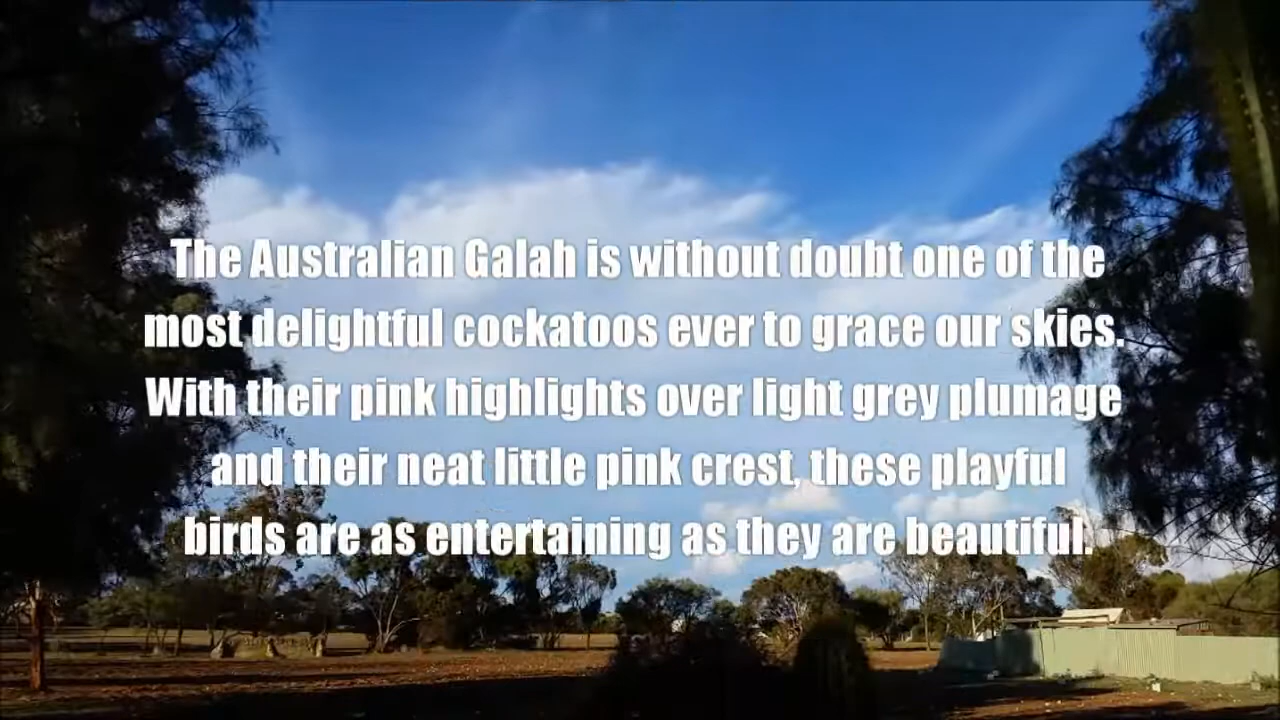 The Australian Galah is without doubt one of the
most delightful cockatoos ever to grace our skies.
With their pink highlights over light grey plumage
and their neat little pink crest, these playful
birds are as entertaining as they are beautiful.